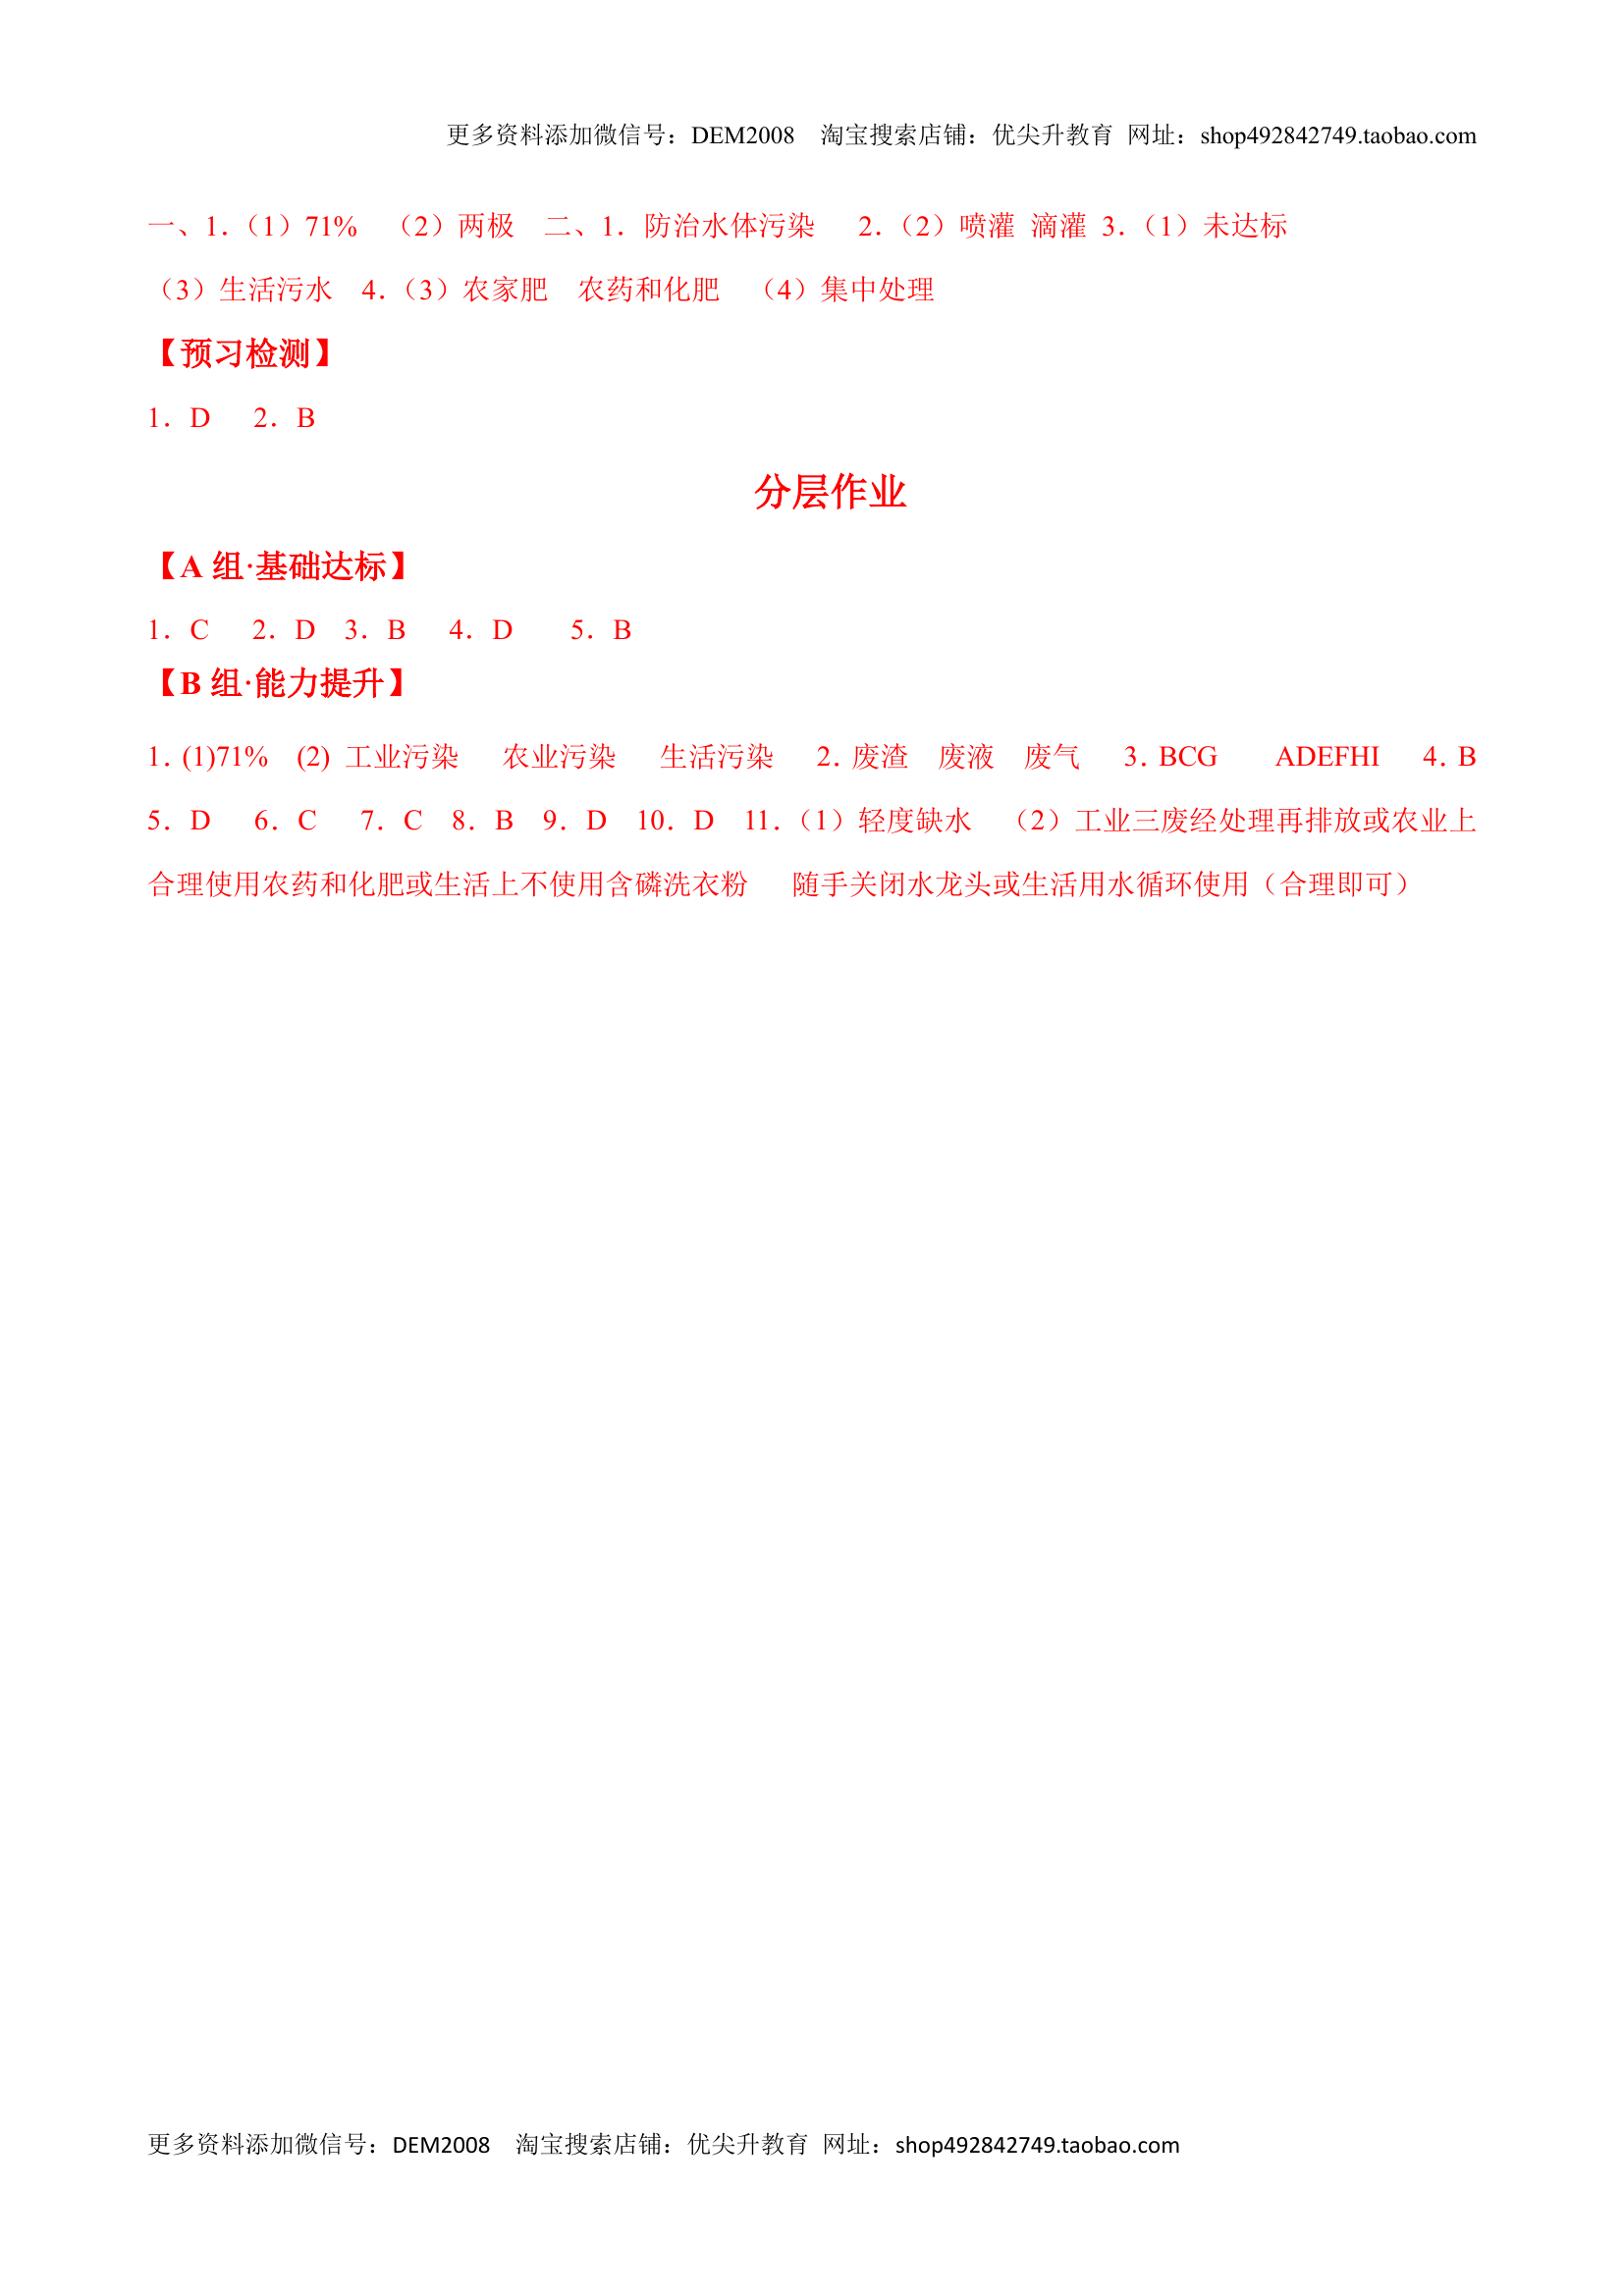 更多资料添加微信号：DEM2008 淘宝搜索店铺：优尖升教育 网址：shop492842749.taobao.com
一、1．（1）71% （2）两极 二、1．防治水体污染 2．（2）喷灌 滴灌 3．（1）未达标
（3）生活污水 4．（3）农家肥 农药和化肥 （4）集中处理
【预习检测】
1．D 2．B
分层作业
【A 组·基础达标】
1．C 2．D 3．B 4．D 5．B
【B 组·能力提升】
1．(1)71% (2) 工业污染 农业污染 生活污染 2．废渣 废液 废气 3．BCG ADEFHI 4．B
5．D 6．C 7．C 8．B 9．D 10．D 11．（1）轻度缺水 （2）工业三废经处理再排放或农业上
合理使用农药和化肥或生活上不使用含磷洗衣粉 随手关闭水龙头或生活用水循环使用（合理即可）
更多资料添加微信号：DEM2008 淘宝搜索店铺：优尖升教育 网址：shop492842749.taobao.com